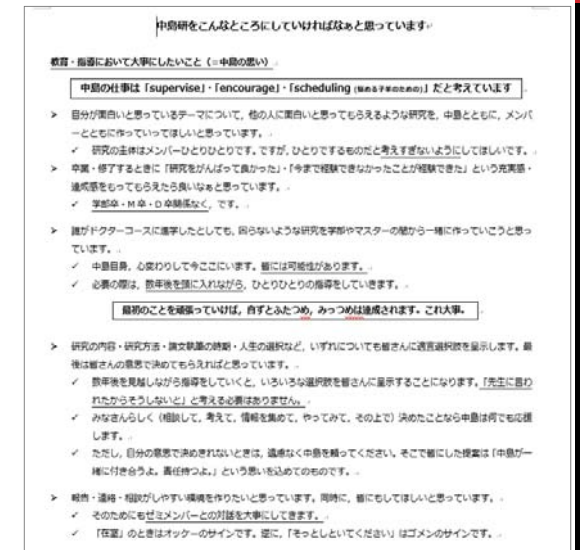 中島研をこんなところにしていければなぁと思っています
教育・指導において大事にしたいこと（＝中島の思い）
中島の仕事は「supervise」・「encourage」・「scheduling (悩める子羊のための)」だと考えています
➢ 自分が面白いと思っているテーマについて，他の人に面白いと思ってもらえるような研究を，中島とともに，メンバ
ーとともに作っていってほしいと思っています。
✓ 研究の主体はメンバーひとりひとりです。ですが，ひとりでするものだと考えすぎないようにしてほしいです。
➢ 卒業・修了するときに「研究をがんばって良かった」・「今まで経験できなかったことが経験できた」という充実感・
達成感をもってもらえたら良いなぁと思っています。
✓ 学部卒・M卒・D卒関係なく，です。
➢ 誰がドクターコースに進学したとしても，困らないような研究を学部やマスターの間から一緒に作っていこうと思っ
ています。
✓ 中島自身，心変わりして今ここにいます。皆には可能性があります。
✓ 必要の際は，数年後を頭に入れながら，ひとりひとりの指導をしていきます。
最初のことを頑張っていけば，自ずとふたつめ，みっつめは達成されます。これ大事。
➢ 研究の内容・研究方法・論文執筆の時期・人生の選択など，いずれについても皆さんに適宜選択肢を呈示します。最
後は皆さんの意思で決めてもらえればと思っています。
✓ 数年後を見越しながら指導をしていくと，いろいろな選択肢を皆さんに呈示することになります。「先生に言わ
れたからそうしないと」と考える必要はありません。
✓ みなさんらしく（相談して，考えて，情報を集めて，やってみて，その上で）決めたことなら中島は何でも応援
します。
✓ ただし，自分の意思で決めきれないときは，遠慮なく中島を頼ってください。そこで皆にした提案は「中島が一
緒に付き合うよ。責任持つよ。」という思いを込めてのものです。
➢ 報告・連絡・相談がしやすい環境を作りたいと思っています。同時に，皆にもしてほしいと思っています。
✓ そのためにもゼミメンバーとの対話を大事にしてきます。
✓ 「在室」のときはオッケーのサインです。逆に，「そっとしといてください」はゴメンのサインです。